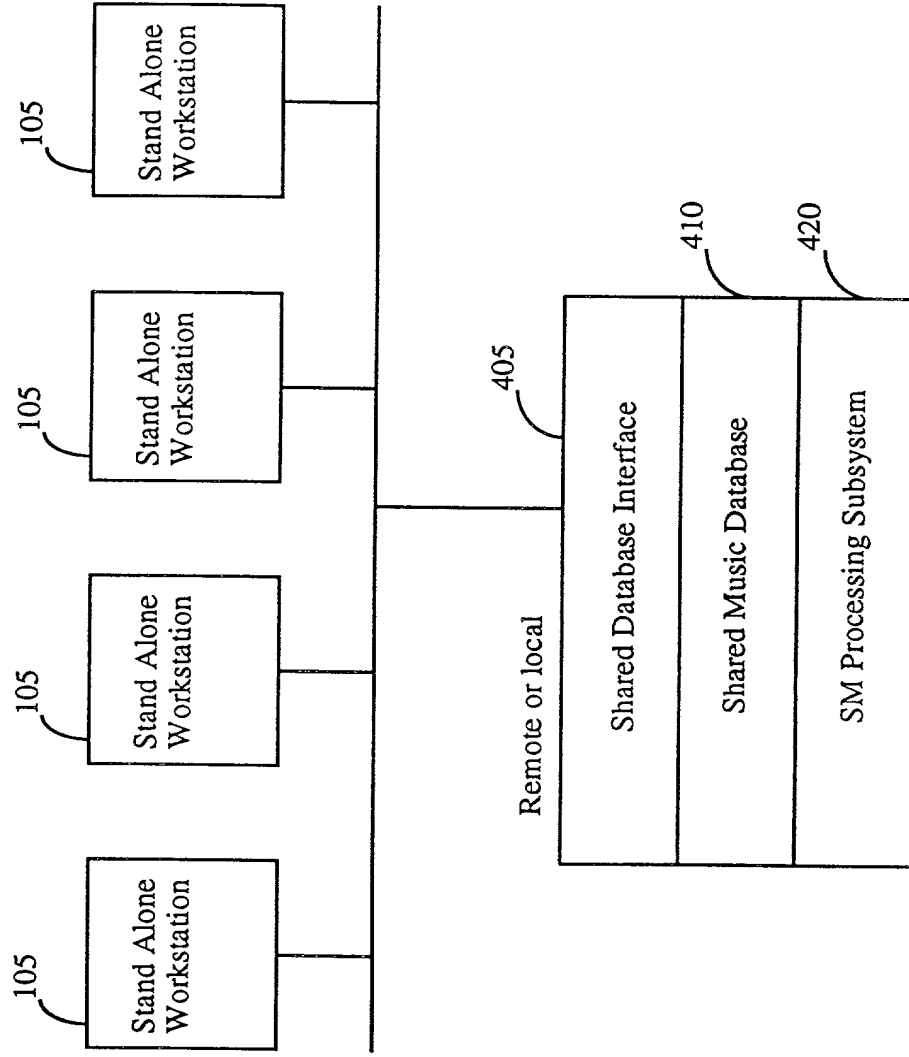 105
105
105
105
Stand Alone
Workstation
Stand Alone
Workstation
Stand Alone
Workstation
Stand Alone
Workstation
Remote or local
405
Shared Database Interface
410
Shared Music Database
420
SM Processing Subsystem